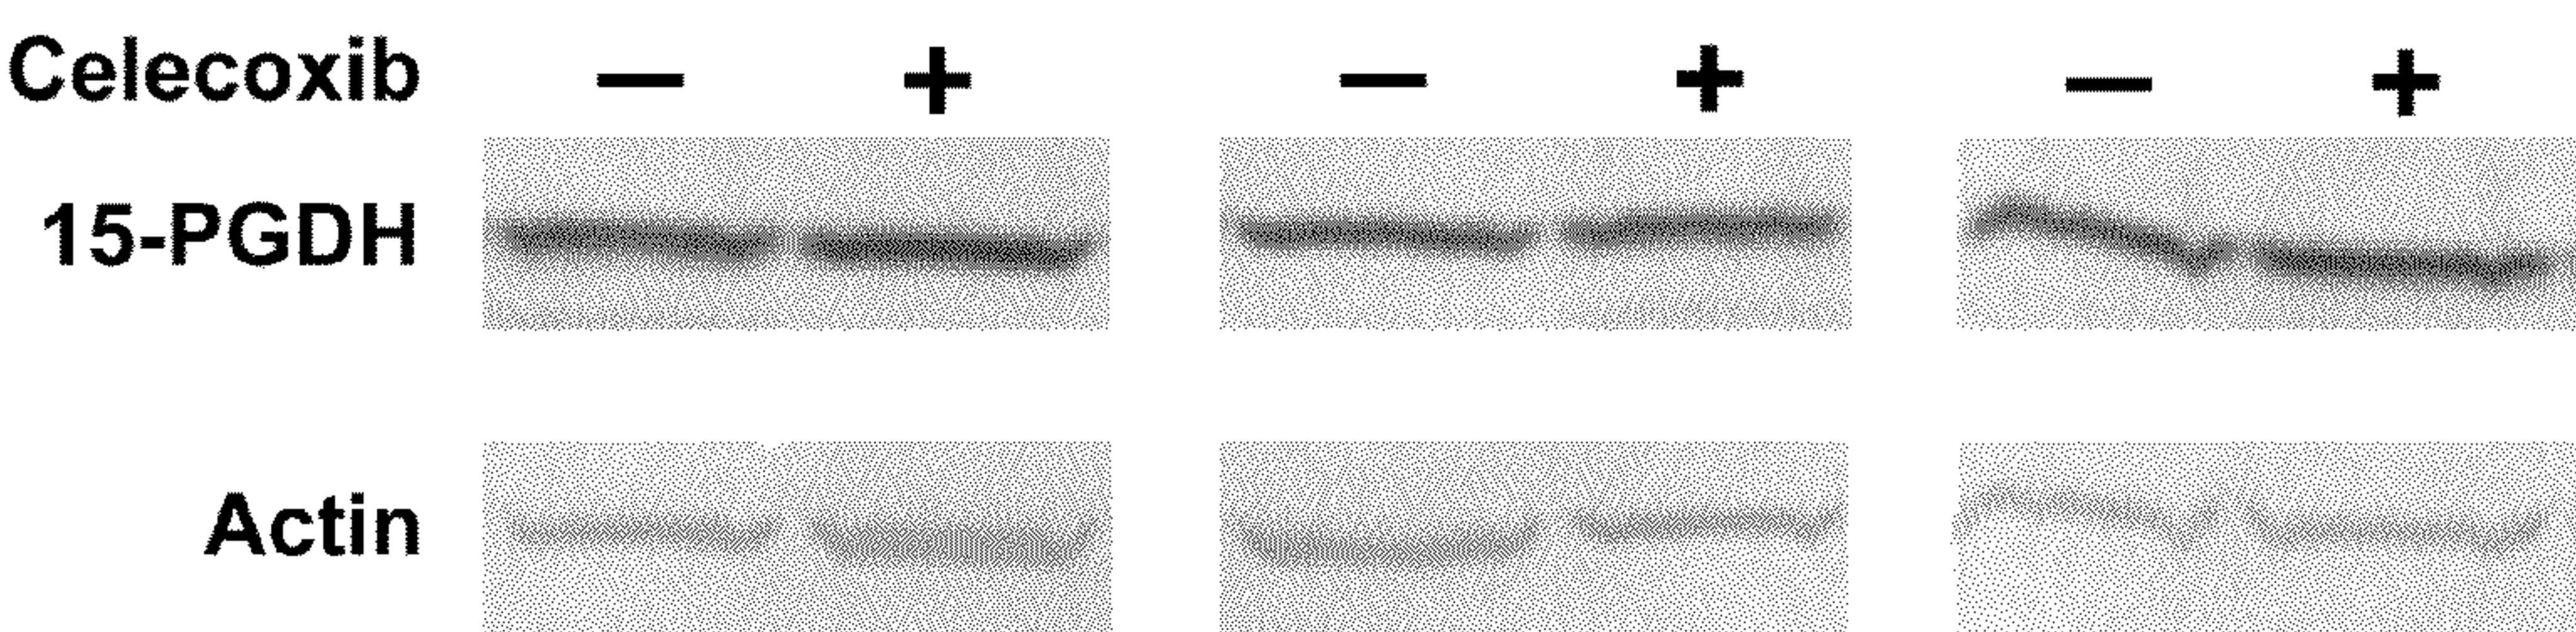 Celecoxib − + − + − +
15-PGDH
Actin